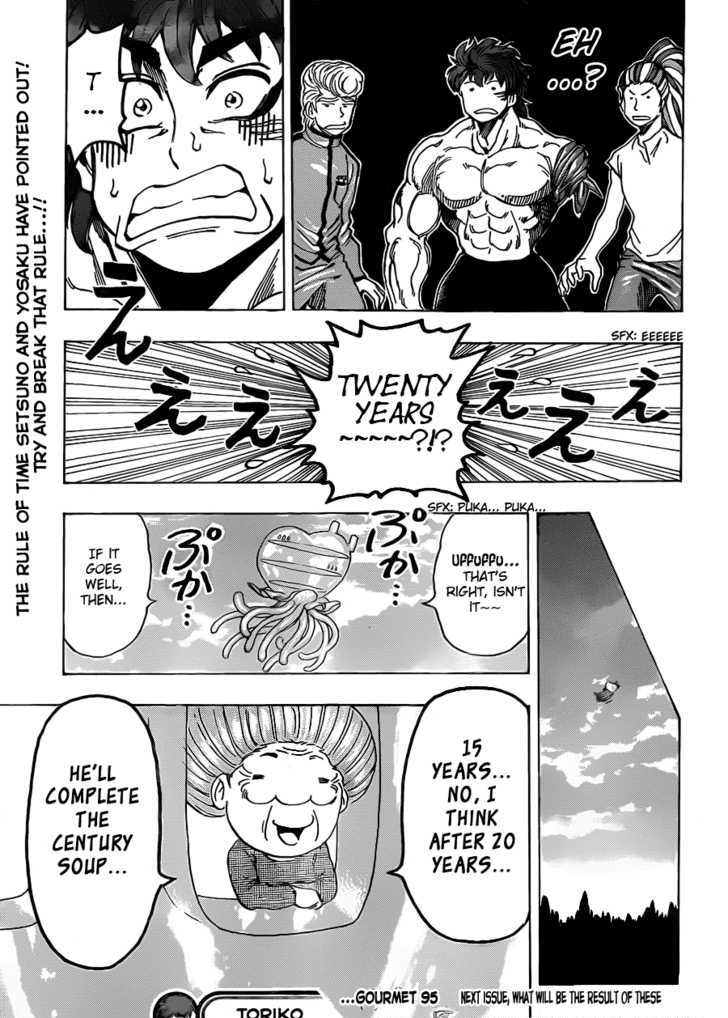 EH
...?
T
...
THE RULE OF TIME SETSUNO AND YOSAKU HAVE POINTED OUT!
TRY AND BREAK THAT RULE...!!
SFX: EEEEEE
ええ
TWENTY
YEARS
~~~~~?!?
ええ
SFX: PUKA... PUKA...
UPPUPPU...
THAT'S
RIGHT, ISN'T
IT~~
ぷか…
ぷか…
IF IT
GOES
WELL,
THEN...
15
YEARS...
NO, I
THINK
AFTER 20
YEARS...
HE'LL
COMPLETE
THE
CENTURY
SOUP...
...GOURMET 95
NEXT ISSUE, WHAT WILL BE THE RESULT OF THESE
TORIKO